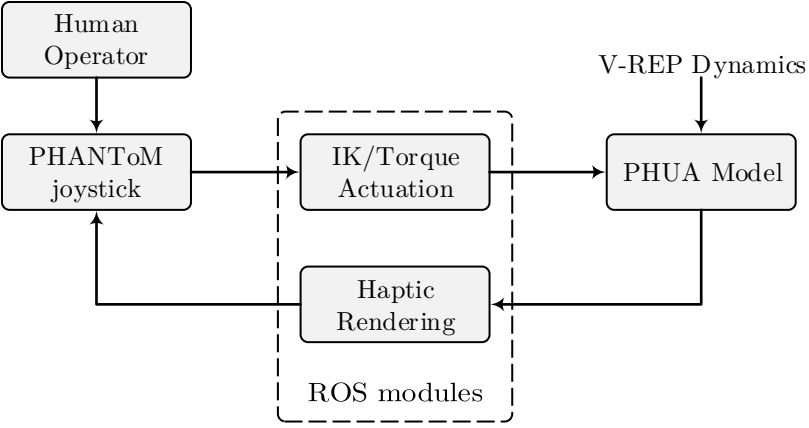 Human
Operator
V-REP Dynamics
PHANToM
joystick
IK/Torque
Actuation
PHUA Model
Haptic
Rendering
ROS modules